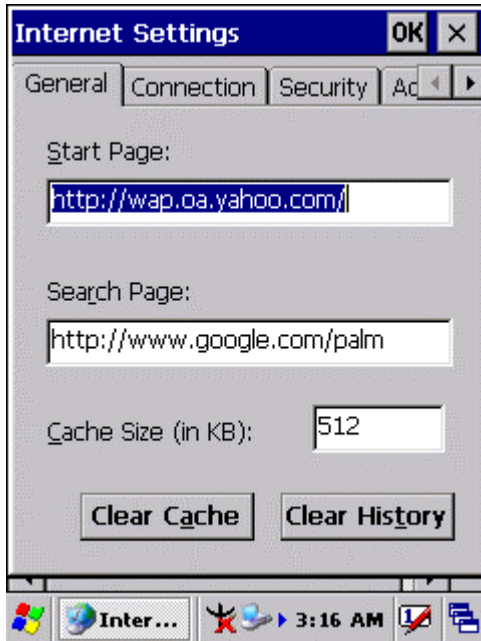 Internet Settings OK ×
General Connection Security Ac
Start Page:
http://wap.oa.yahoo.com/
Search Page:
http://www.google.com/palm
Cache Size (in KB): 512
Clear Cache Clear History
Inter... 3:16 AM